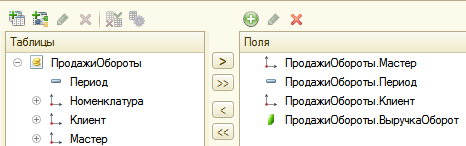 Таблицы
ПродажиОбороты
Период
Номенклатура
Клиент
Мастер
>
>>
<
<<
Поля
ПродажиОбороты.Мастер
ПродажиОбороты.Период
ПродажиОбороты.Клиент
ПродажиОбороты.ВыручкаОборот